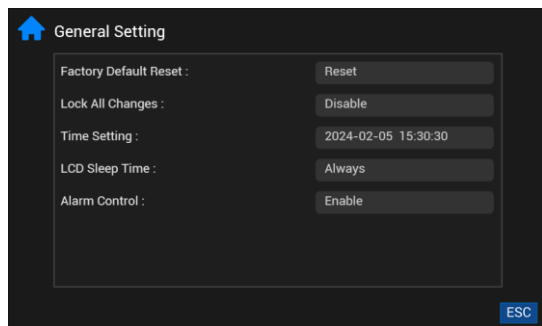 General Setting
Factory Default Reset : Reset
Lock All Changes : Disable
Time Setting : 2024-02-05 15:30:30
LCD Sleep Time : Always
Alarm Control : Enable
ESC